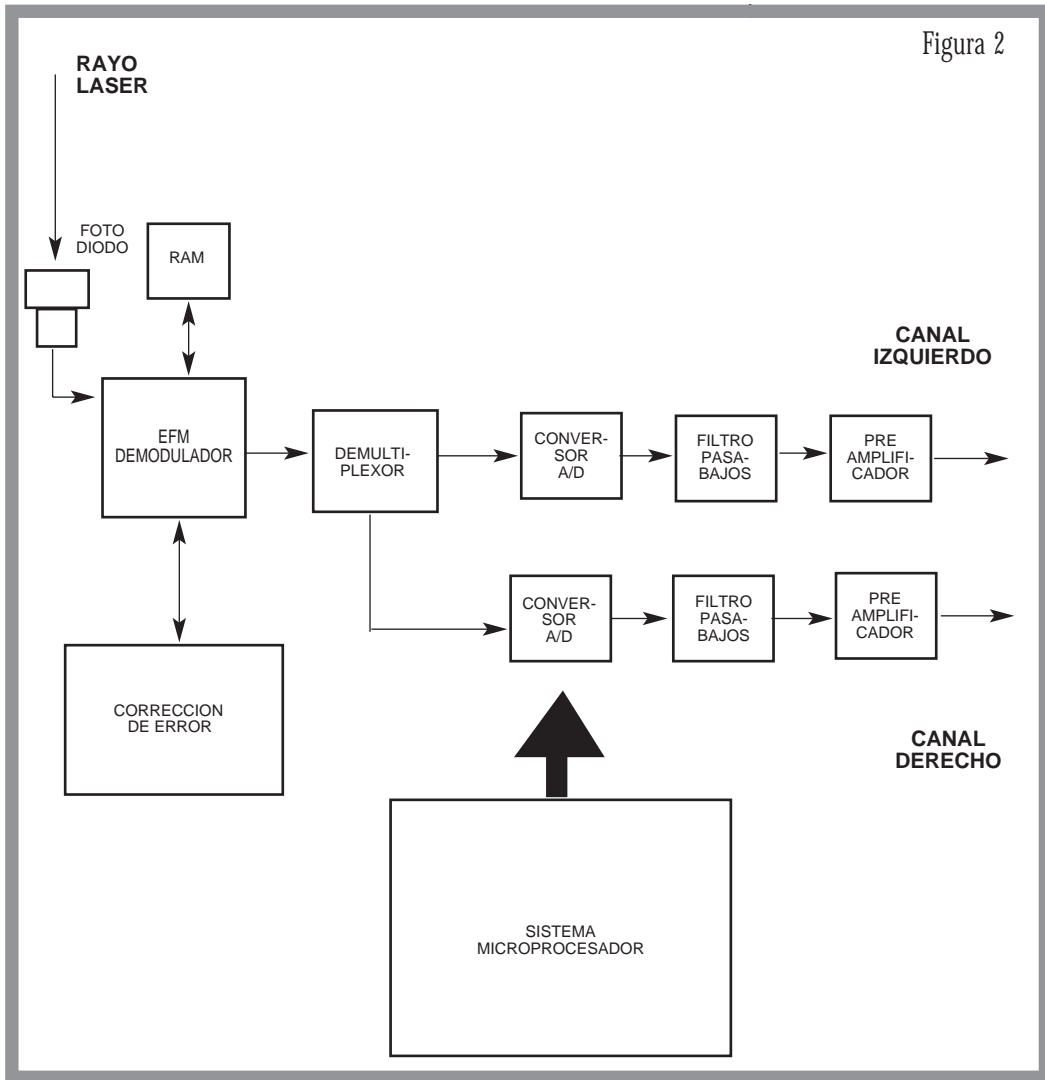 Figura 2
RAYO
LASER
FOTO
DIODO
RAM
CANAL
IZQUIERDO
EFM
DEMODULADOR
DEMULTI-
PLEXOR
CONVER-
SOR
A/D
FILTRO
PASA-
BAJOS
PRE
AMPLIFI-
CADOR
CONVER-
SOR
A/D
FILTRO
PASA-
BAJOS
PRE
AMPLIFI-
CADOR
CORRECCION
DE ERROR
CANAL
DERECHO
SISTEMA
MICROPROCESADOR